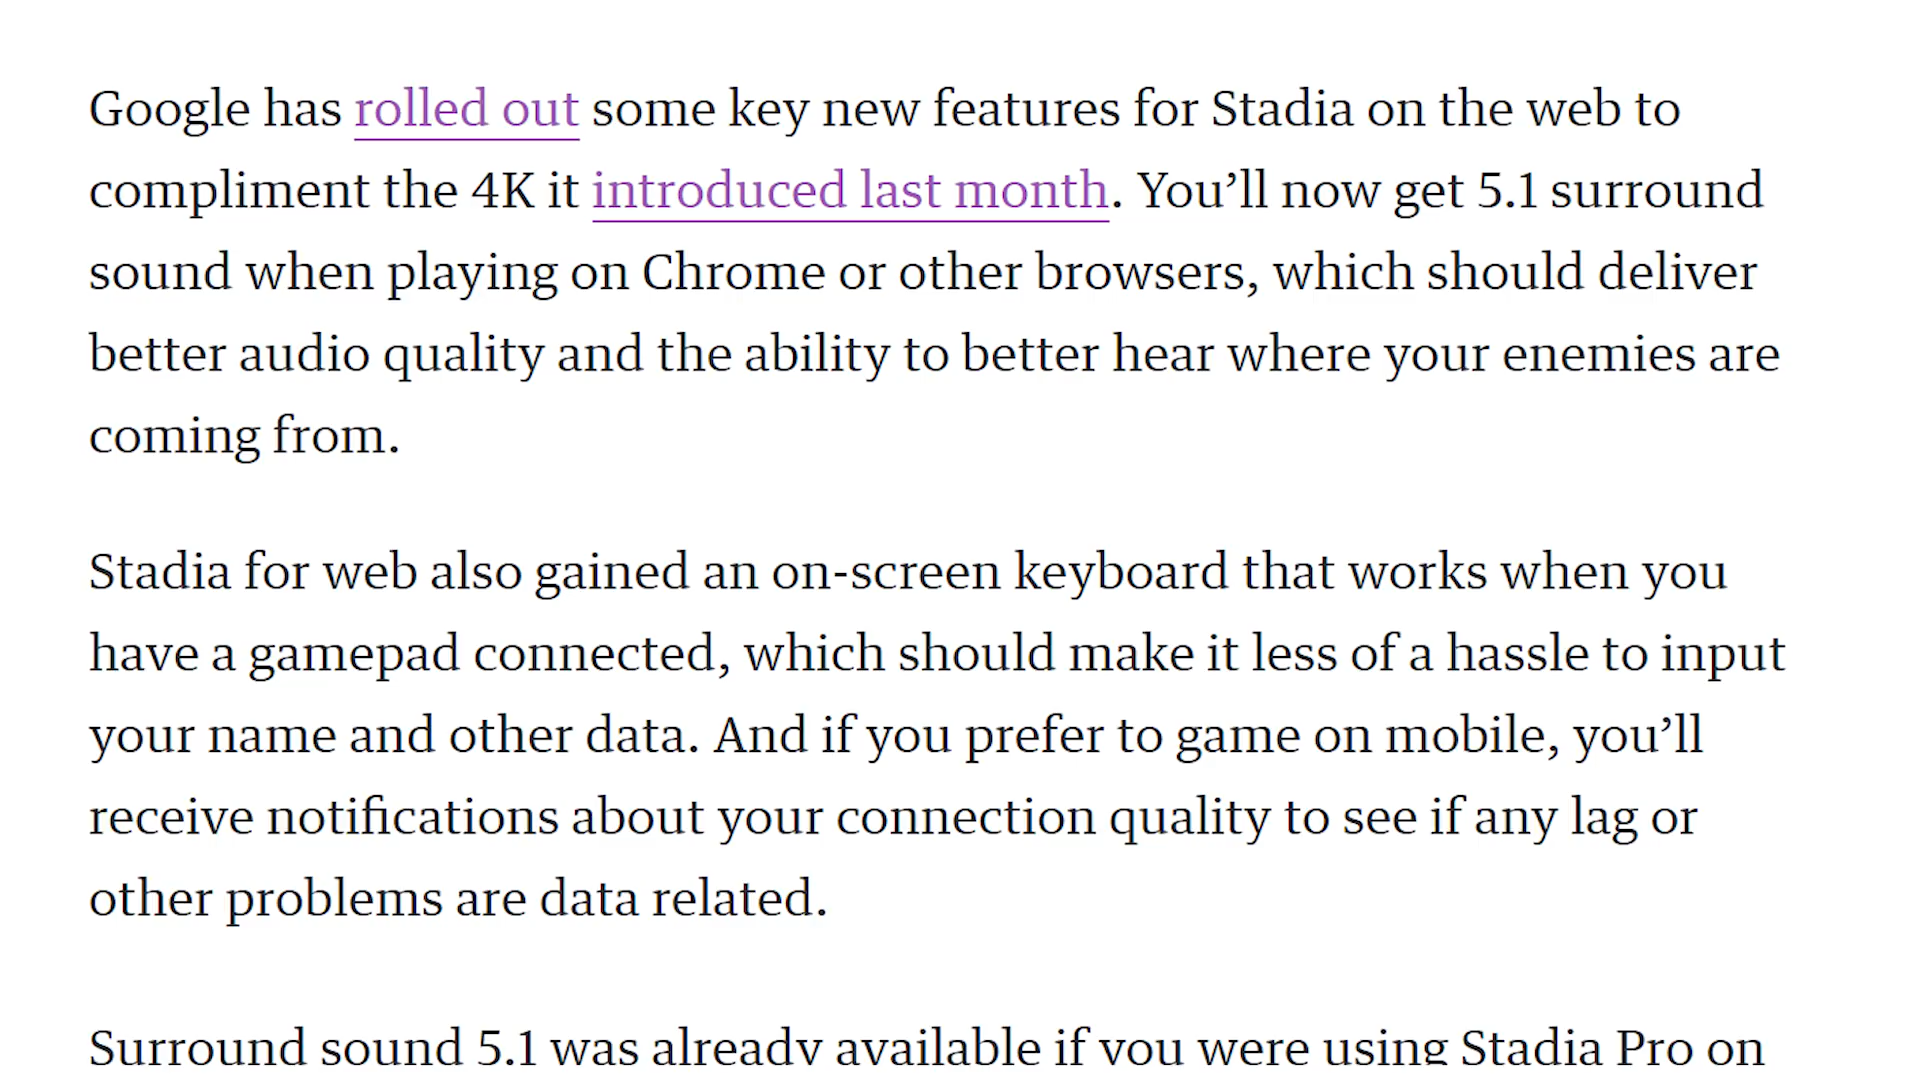 Google has rolled out some key new features for Stadia on the web to
compliment the 4K it introduced last month. You’ll now get 5.1 surround
sound when playing on Chrome or other browsers, which should deliver
better audio quality and the ability to better hear where your enemies are
coming from.
Stadia for web also gained an on-screen keyboard that works when you
have a gamepad connected, which should make it less of a hassle to input
your name and other data. And if you prefer to game on mobile, you’ll
receive notifications about your connection quality to see if any lag or
other problems are data related.
Surround sound 5.1 was already available if you were using Stadia Pro on